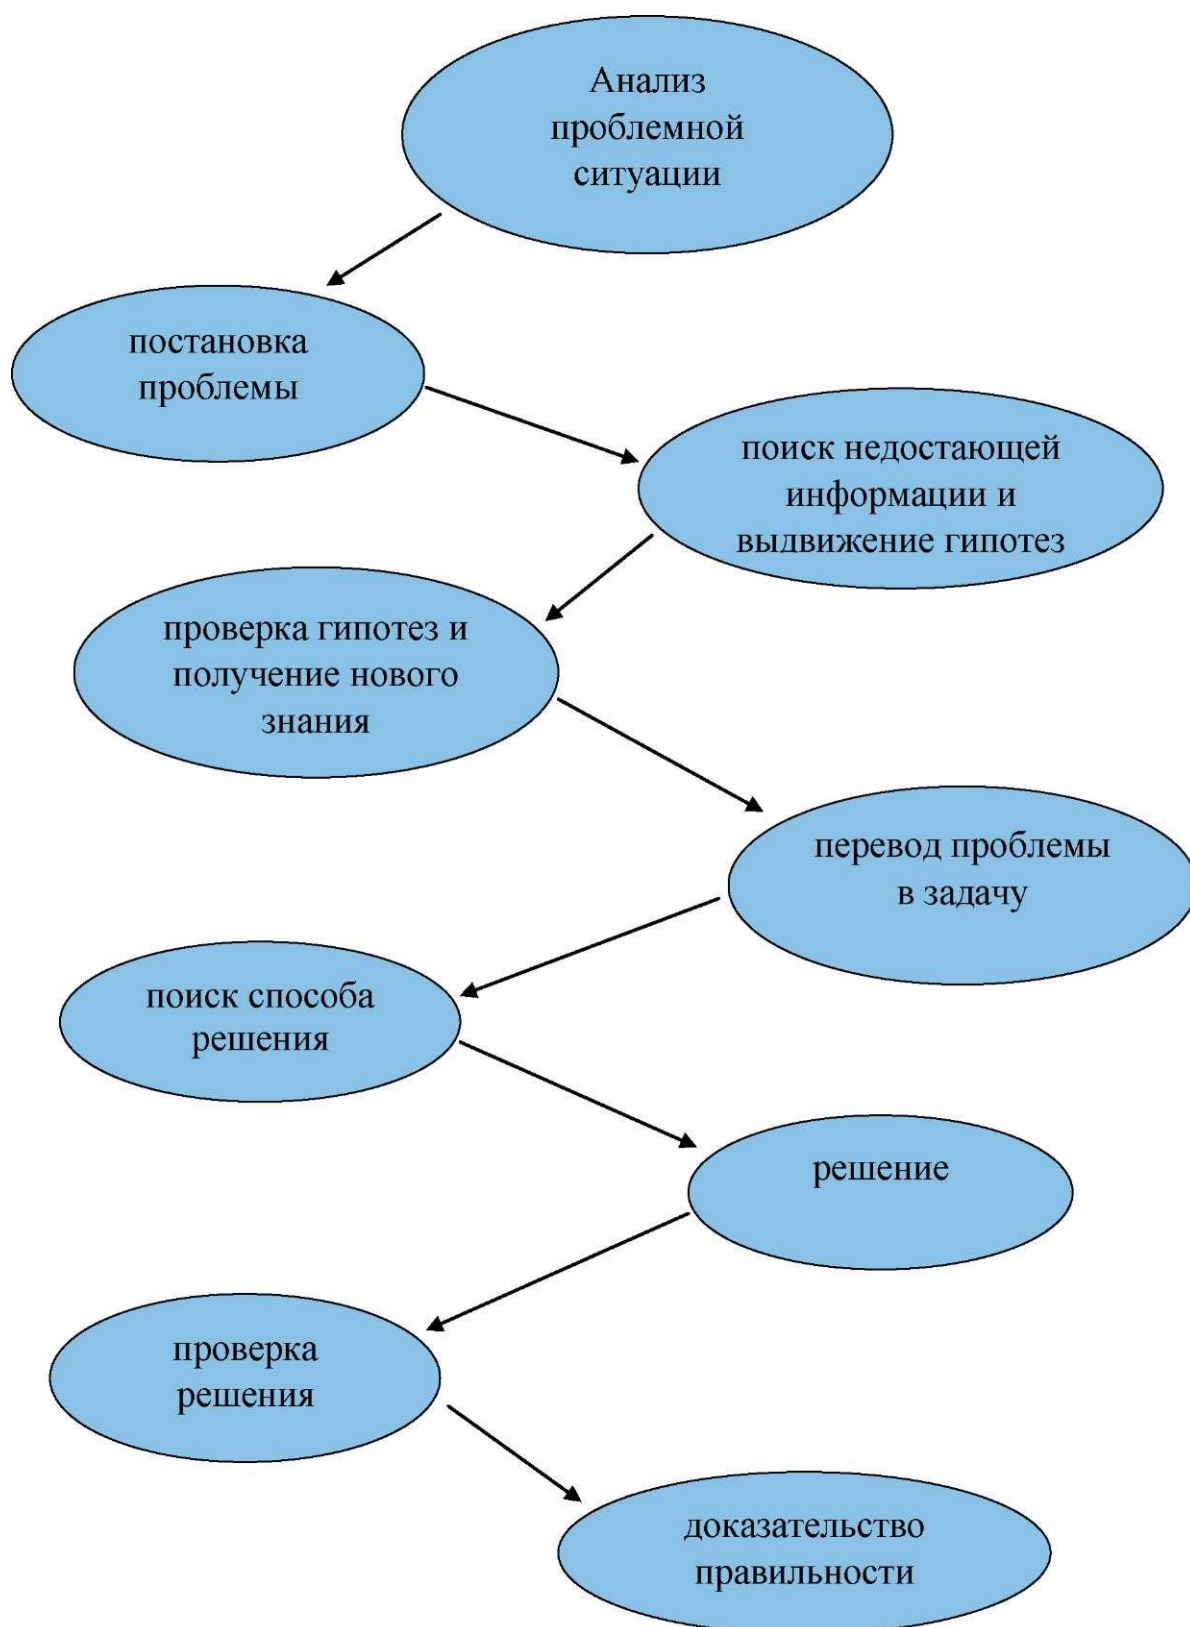 Анализ
проблемной
ситуации
постановка
проблемы
поиск недостающей
информации и
выдвижение гипотез
проверка гипотез и
получение нового
знания
перевод проблемы
в задачу
поиск способа
решения
решение
проверка
решения
доказательство
правильности